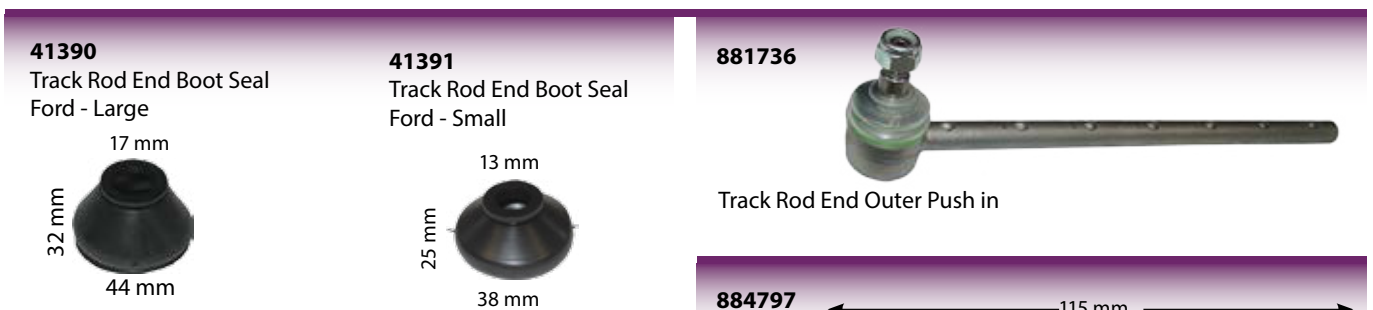 41390
Track Rod End Boot Seal
Ford - Large
17 mm
32 mm
44 mm
41391
Track Rod End Boot Seal
Ford - Small
13 mm
25 mm
38 mm
881736
Track Rod End Outer Push in
884797
115 mm